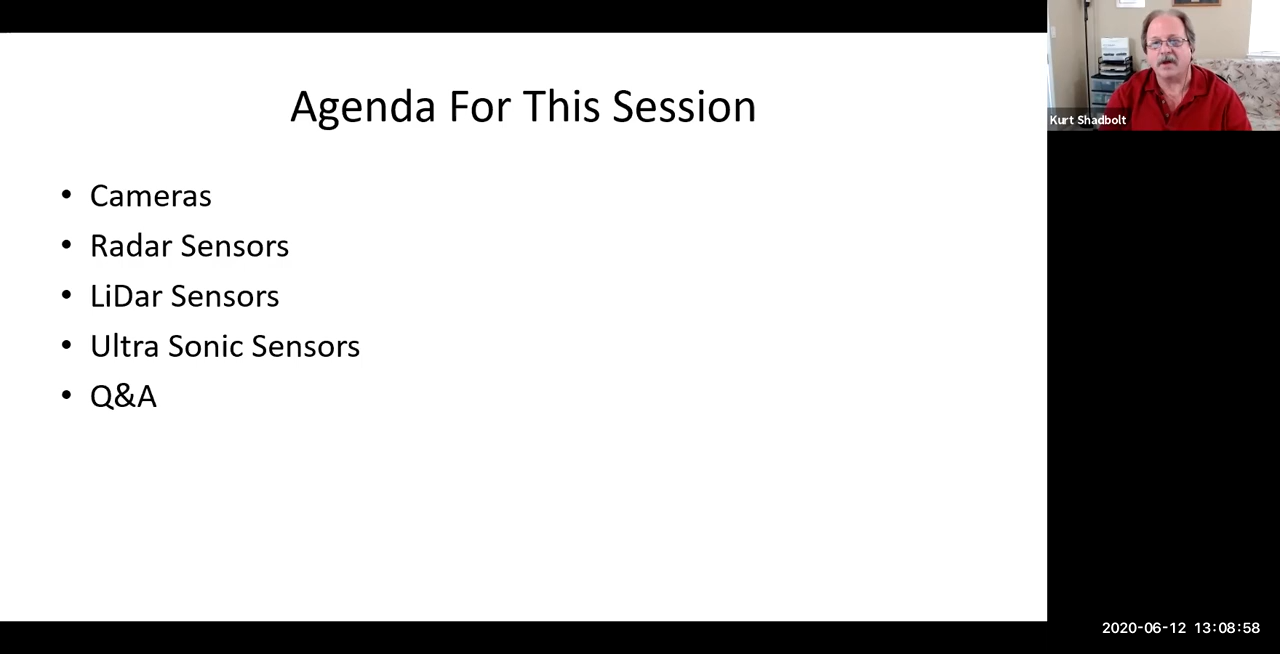 Agenda For This Session
• Cameras
• Radar Sensors
• LiDar Sensors
• Ultra Sonic Sensors
• Q&A
Kurt Shadbolt
2020-06-12 13:08:58